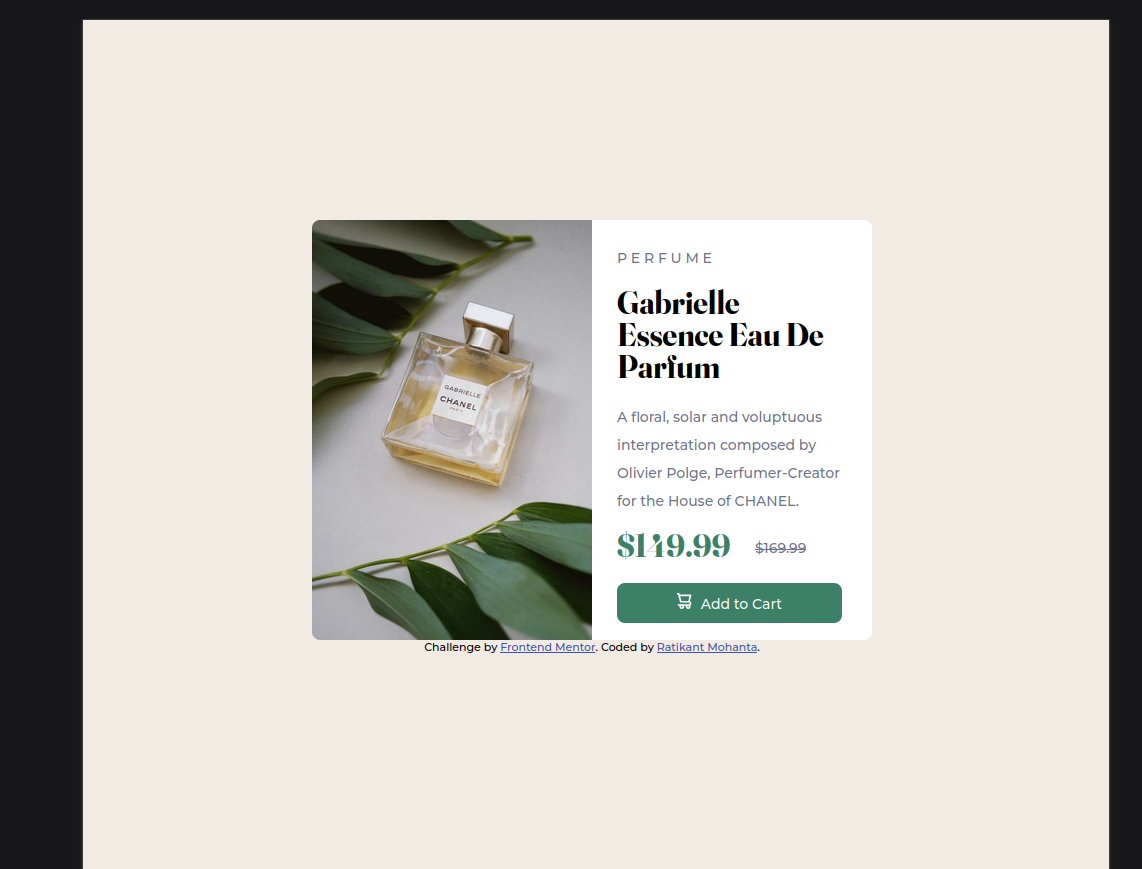 GABRIELLE
CHANEL
PARIS
PERFUME
Gabrielle
Essence Eau De
Parfum
A floral, solar and voluptuous
interpretation composed by
Olivier Polge, Perfumer-Creator
for the House of CHANEL.
$149.99 $169.99
Add to Cart
Challenge by Frontend Mentor. Coded by Ratikant Mohanta.